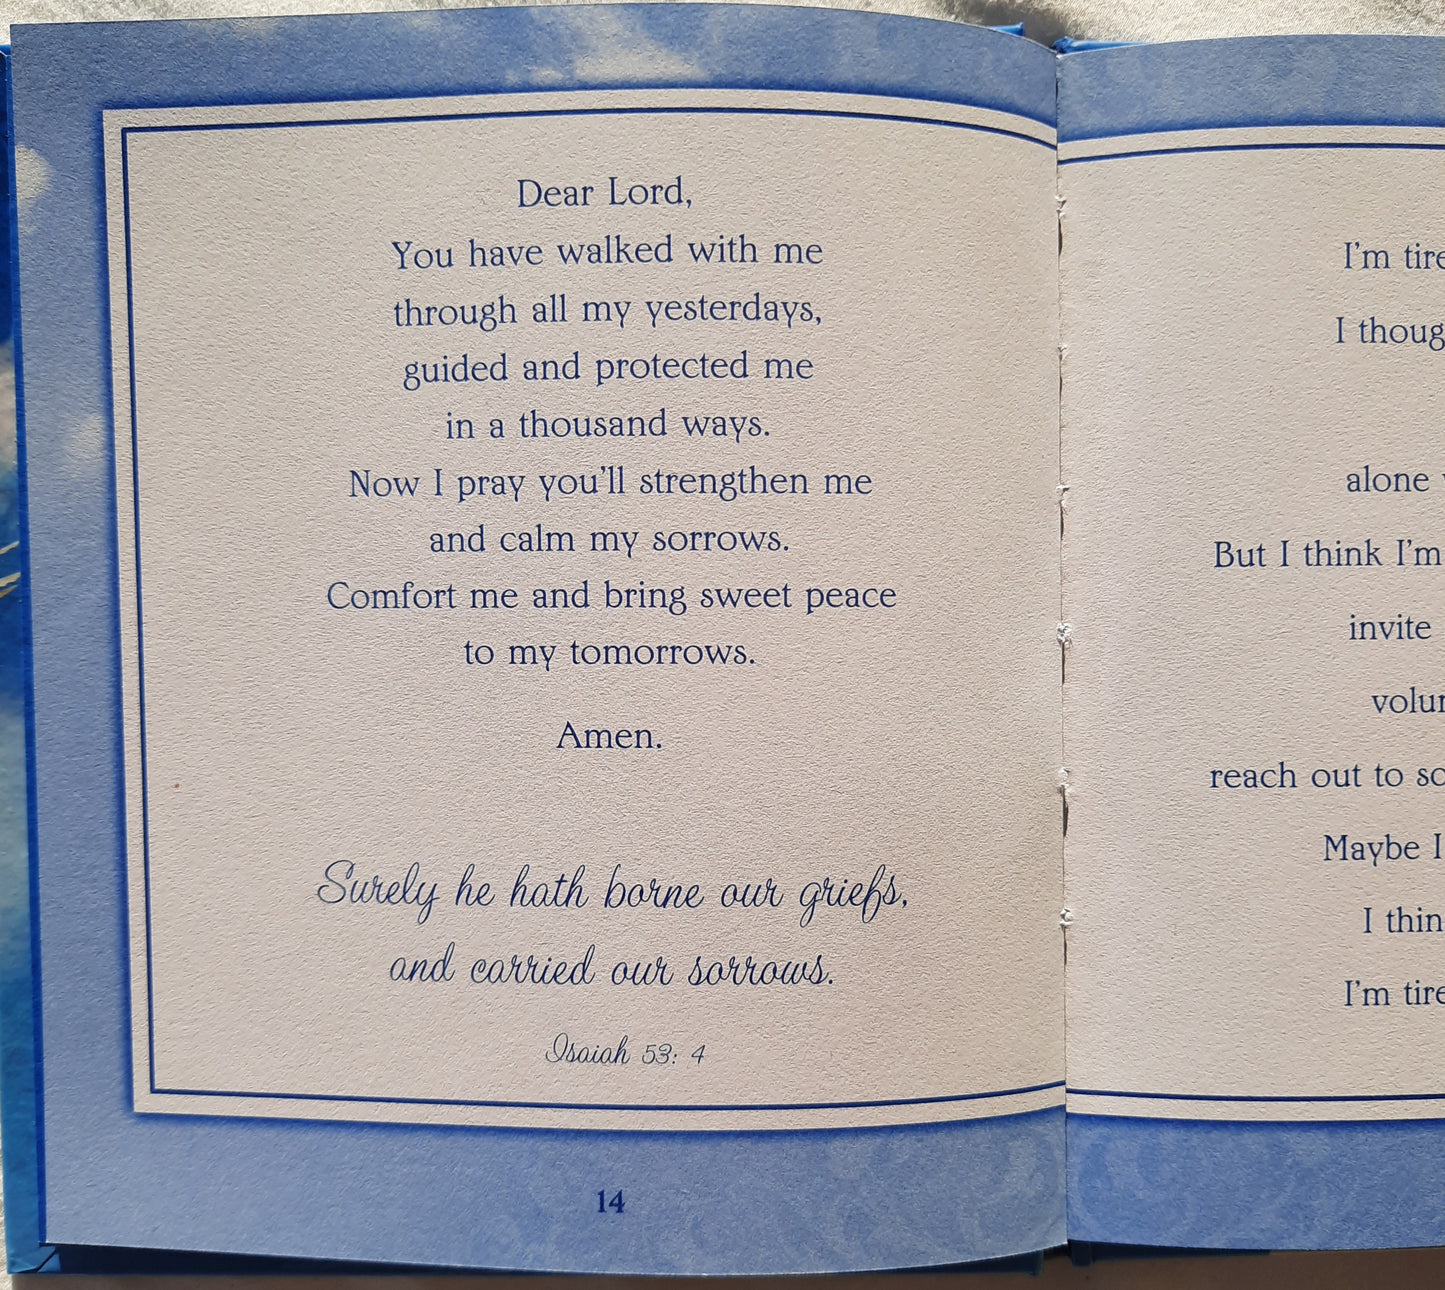 Dear Lord,
You have walked with me
through all my yesterdays,
guided and protected me
in a thousand ways.
Now I pray you'll strengthen me
and calm my sorrows.
Comfort me and bring sweet peace
to my tomorrows.
Amen.
Surely he hath borne our griefs,
and carried our sorrows.
Isaiah 53: 4
14
I'm
I
alone
But I think I'm
invite
reach out to
Maybe I
I
I'm